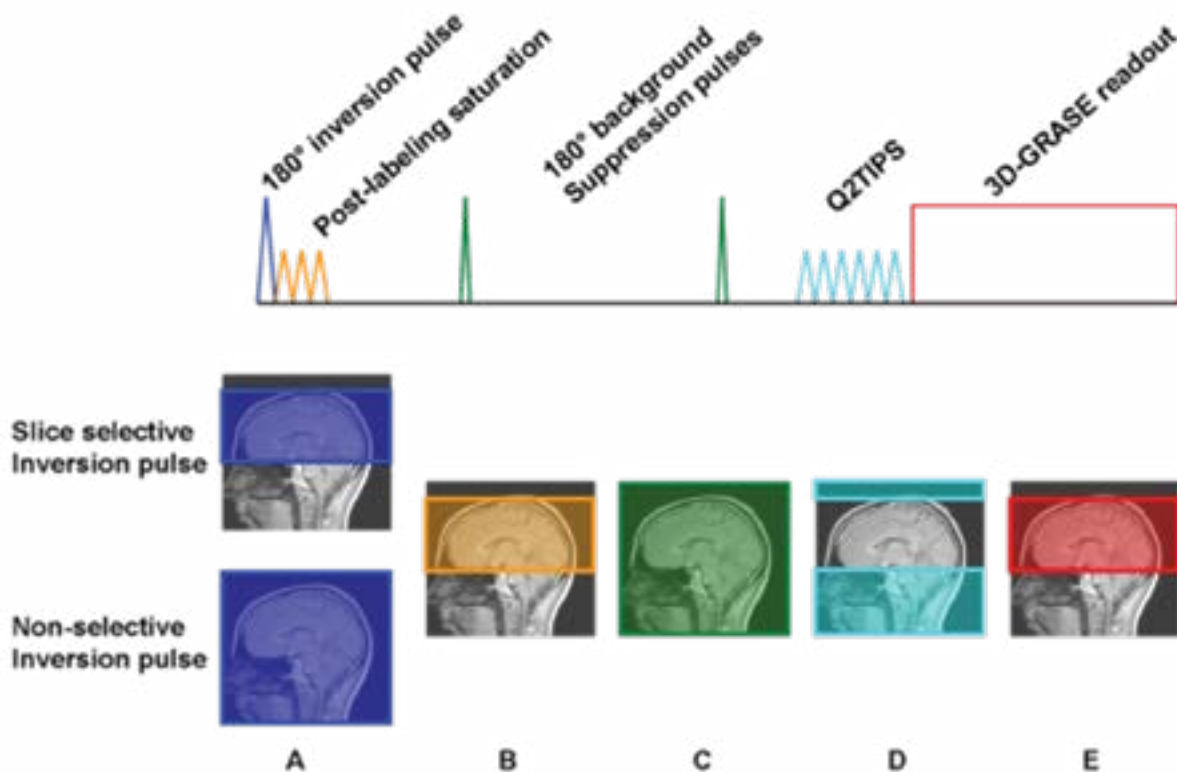 180° inversion pulse
Post-labeling saturation
180° background
Suppression pulses
Q2TIPS
3D-GRASE readout
Slice selective
Inversion pulse
Non-selective
Inversion pulse
A B C D E